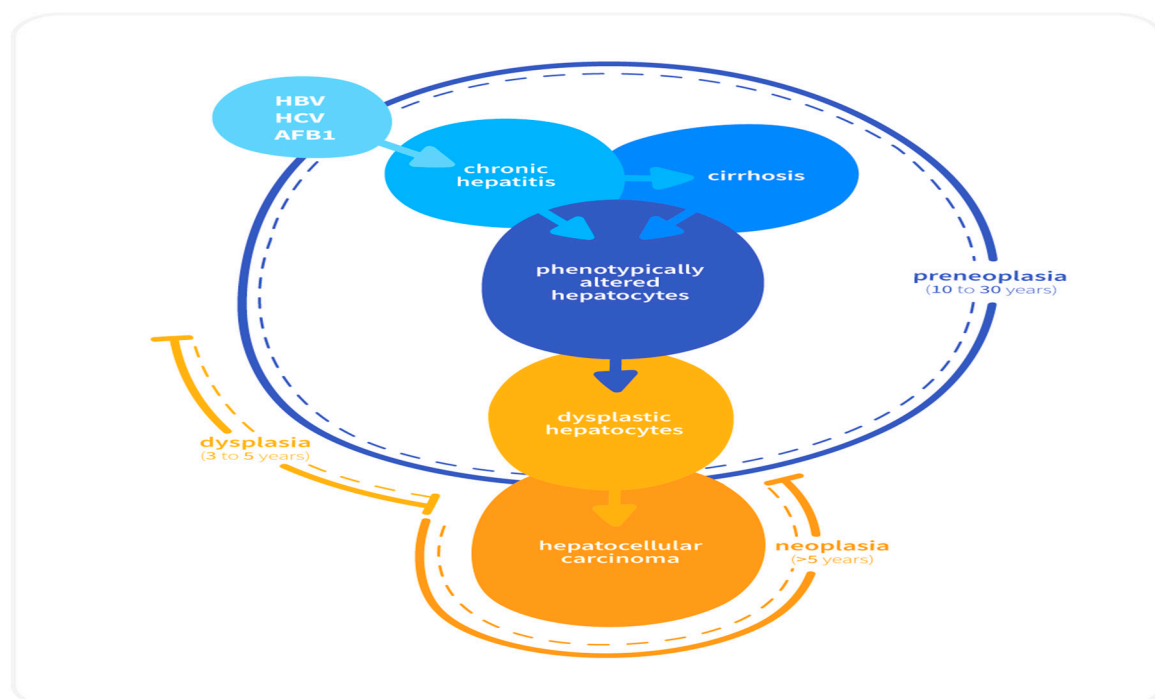 HBV
HCV
AFB1
chronic
hepatitis
cirrhosis
phenotypically
altered
hepatocytes
preneoplasia
(10 to 30 years)
dysplastic
hepatocytes
dysplasia
(3 to 5 years)
hepatocellular
carcinoma
neoplasia
(>5 years)